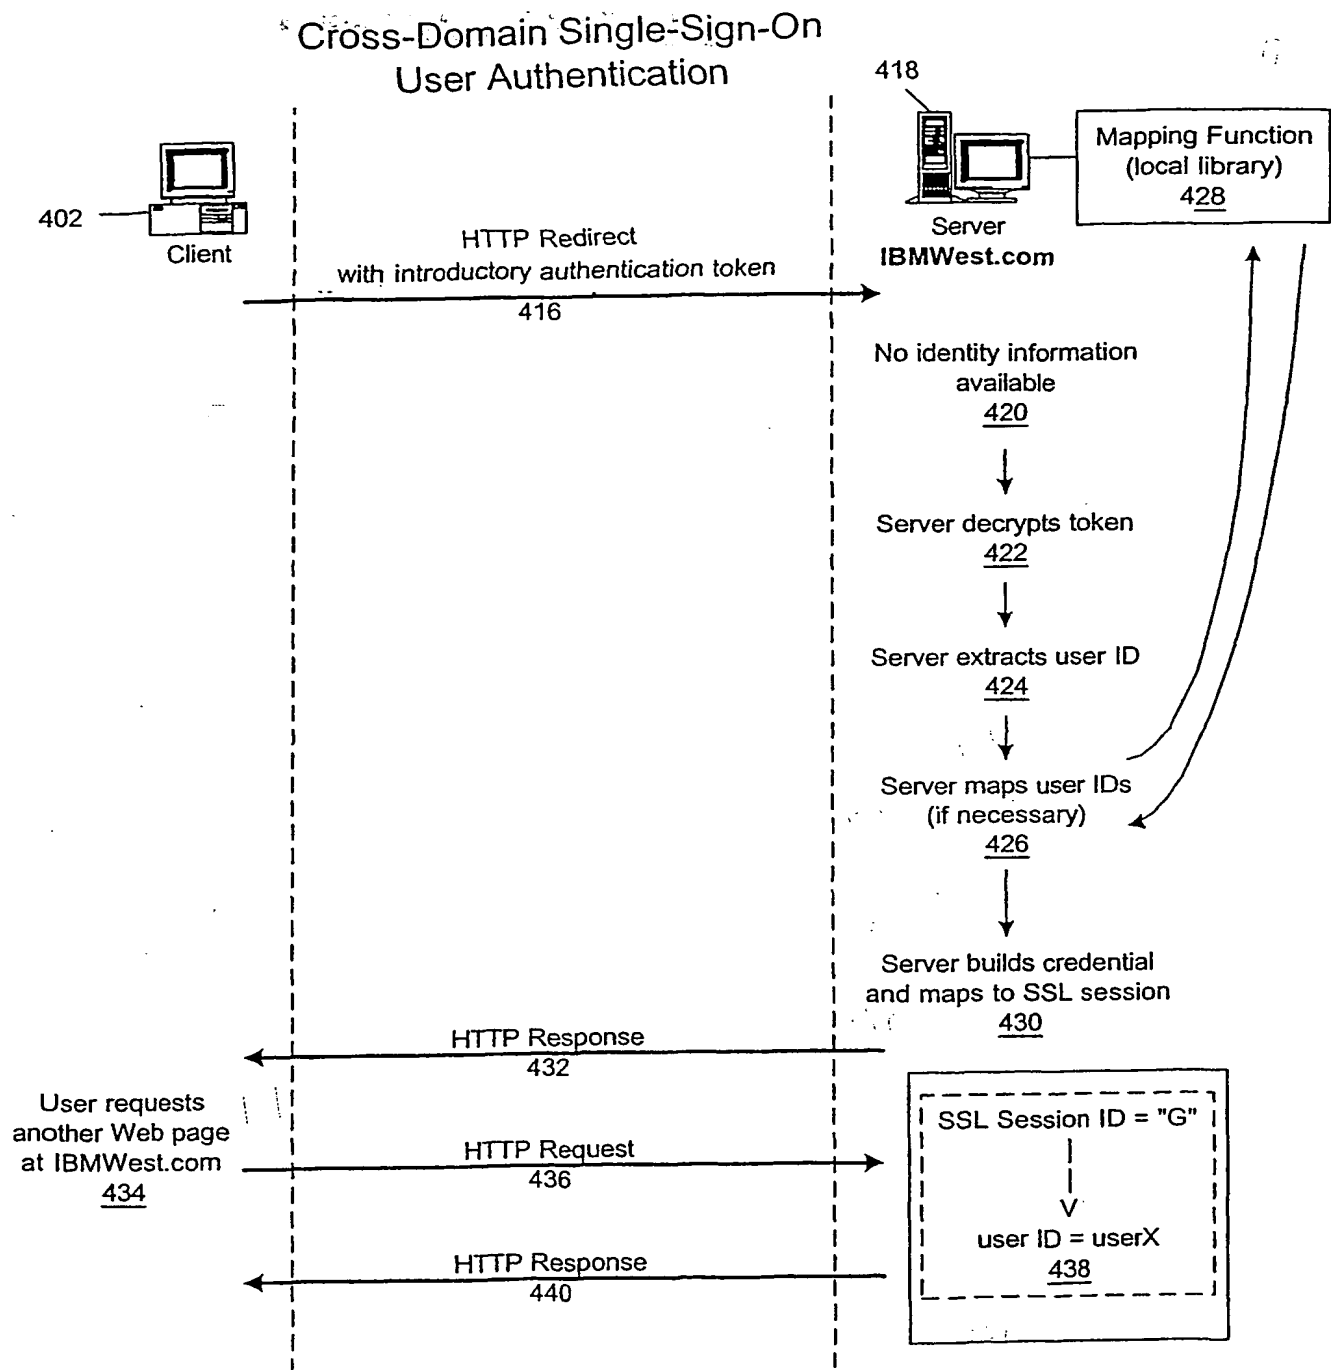 Cross-Domain Single-Sign-On
User Authentication
418
Mapping Function
(local library)
428
402
Client
Server
IBMWest.com
HTTP Redirect
with introductory authentication token
416
No identity information
available
420
Server decrypts token
422
Server extracts user ID
424
Server maps user IDs
(if necessary)
426
Server builds credential
and maps to SSL session
430
HTTP Response
432
User requests
another Web page
at IBMWest.com
434
HTTP Request
436
SSL Session ID = "G"
user ID = userX
438
HTTP Response
440